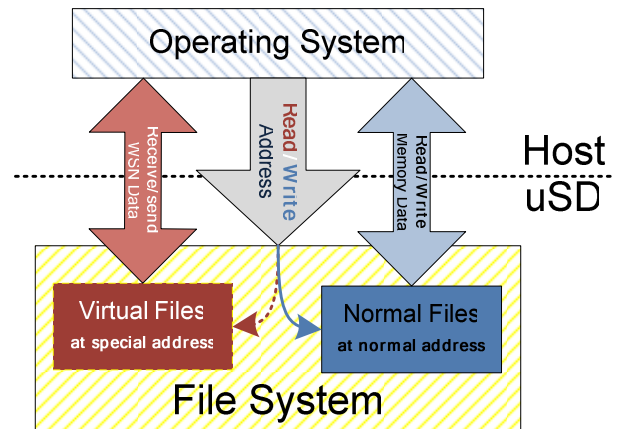 Operating System
Receive/send
WSN Data
Read/Write
Address
Read/Write
Memory Data
Host
uSD
Virtual Files
at special address
Normal Files
at normal address
File System